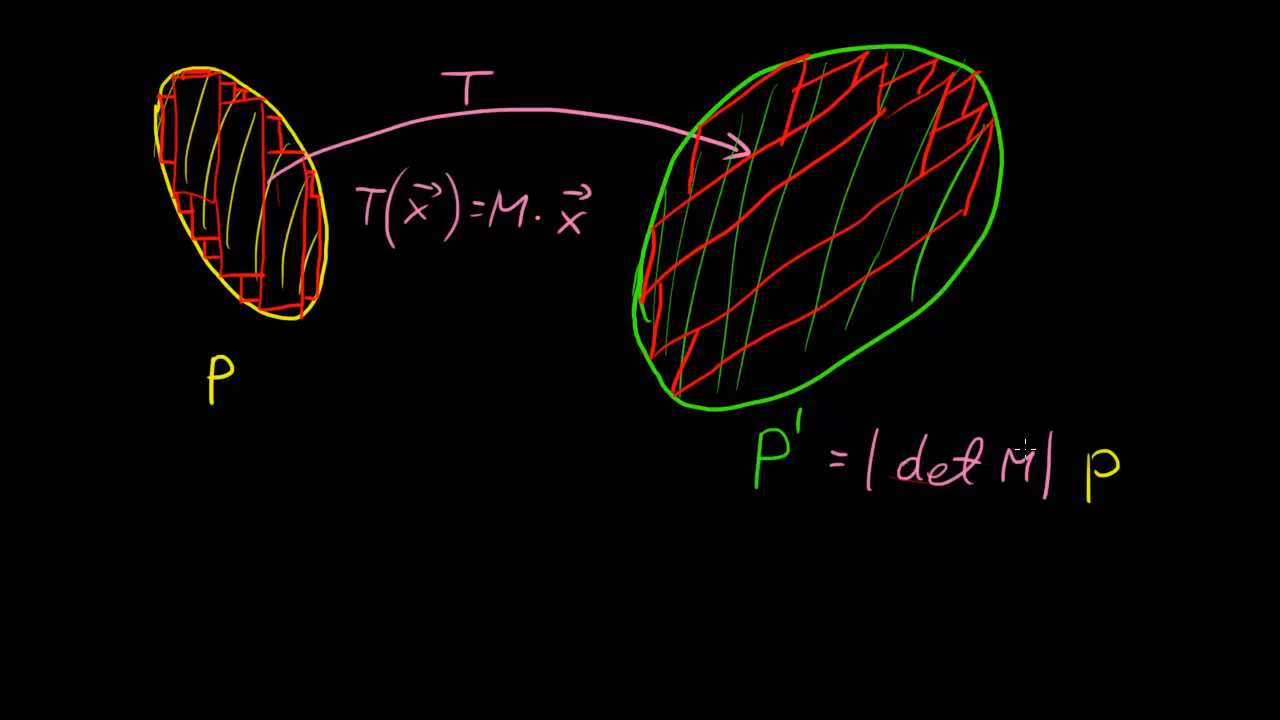 T
T(x⃗)=M·x⃗
P
P' = |det M| P